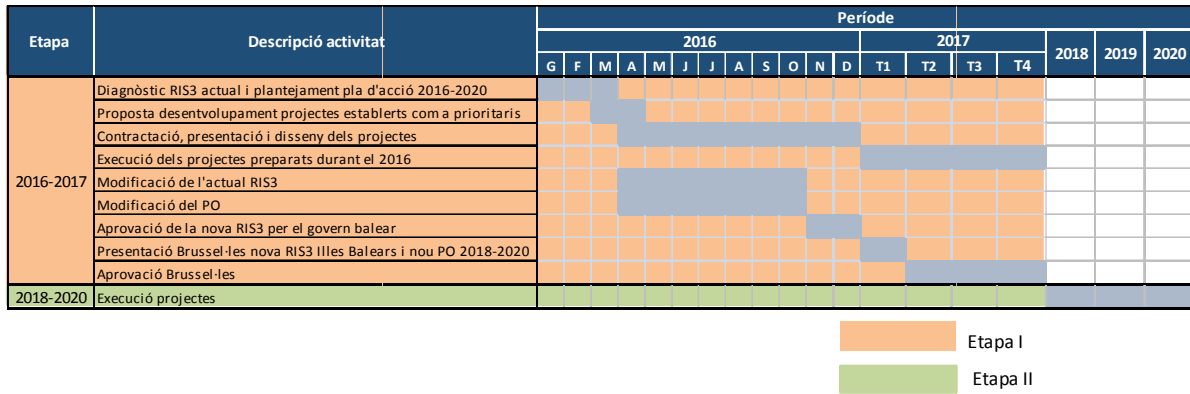 Període
Etapa Descripció activitat 2016 2017 2018 2019 2020
G F M A M J J A S O N D T1 T2 T3 T4
Diagnòstic RIS3 actual i plantejament pla d'acció 2016-2020
Proposta desentvolupament projectes establerts com a prioritaris
Contractació, presentació i disseny dels projectes
Execució dels projectes preparats durant el 2016
2016-2017 Modificació de l'actual RIS3
Modificació del PO
Aprovació de la nova RIS3 per el govern balear
Presentació Brussel·les nova RIS3 Illes Balears i nou PO 2018-2020
Aprovació Brussel·les
2018-2020 Execució projectes
Etapa I
Etapa II